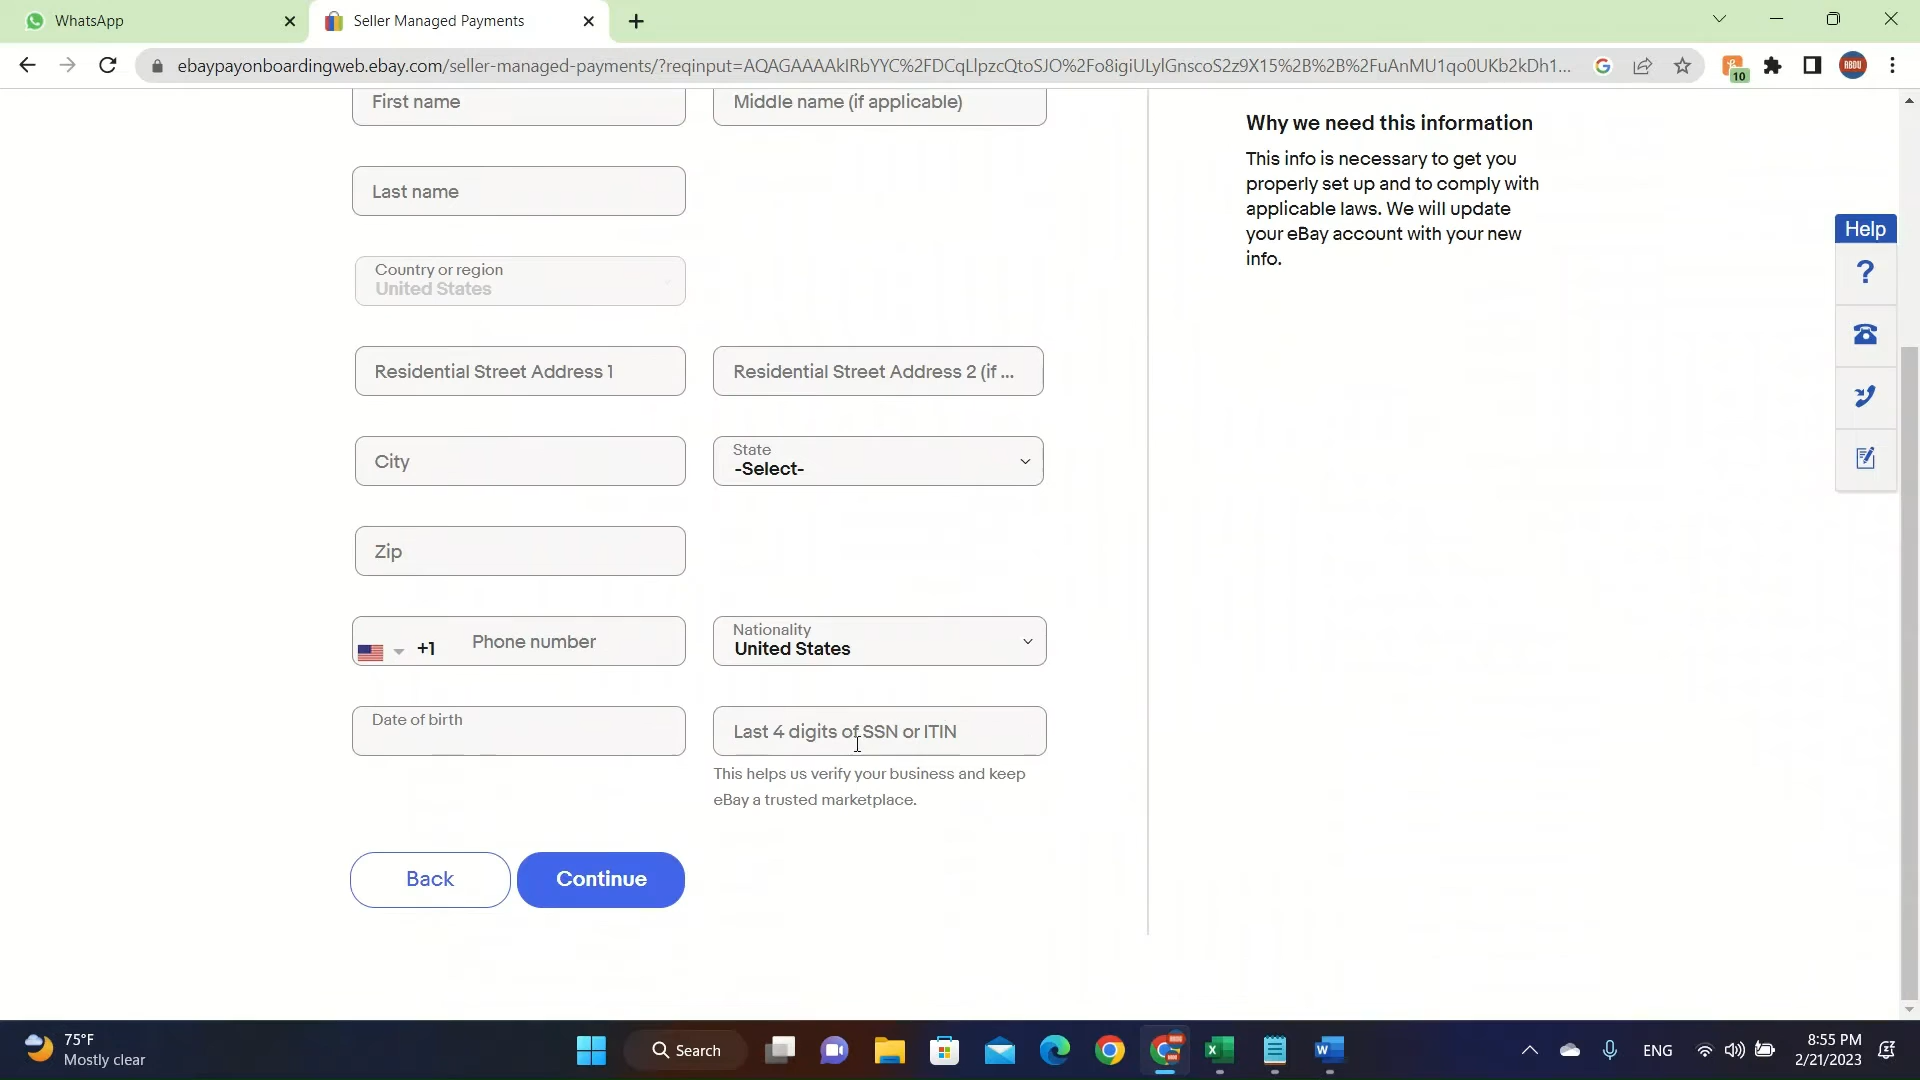 WhatsApp
Seller Managed Payments
ebaypayonboardingweb.ebay.com/seller-managed-payments/?reqinput=AQAGAAAAkIRbYYC%2FDCqLlpzcQtoSJO%2Fo8igiULylGnscoS2z9X15%2B%2B%2FuAnMU1qo0UKb2kDh1...
10
RBDU
First name
Middle name (if applicable)
Last name
Country or region
United States
Residential Street Address 1
Residential Street Address 2 (if ...
City
State
-Select-
Zip
+1
Phone number
Nationality
United States
Date of birth
Last 4 digits of SSN or ITIN
This helps us verify your business and keep
eBay a trusted marketplace.
Back
Continue
Why we need this information
This info is necessary to get you
properly set up and to comply with
applicable laws. We will update
your eBay account with your new
info.
Help
?
75°F
Mostly clear
Search
ENG
8:55 PM
2/21/2023